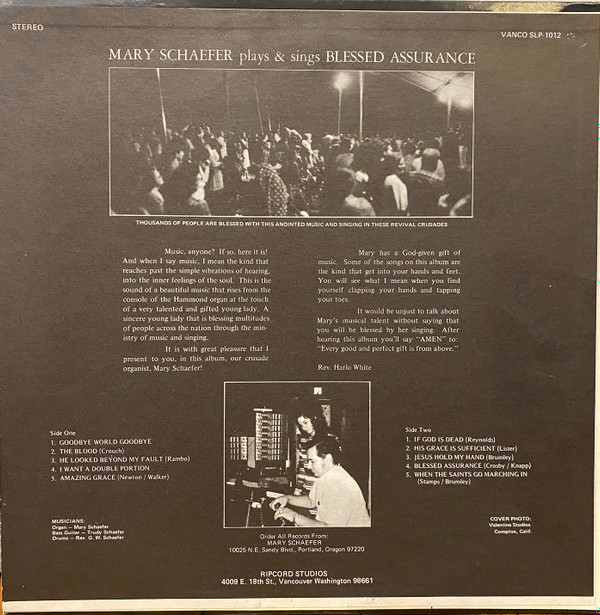 STEREO
VANCO SLP-1012
MARY SCHAEFER plays & sings BLESSED ASSURANCE
THOUSANDS OF PEOPLE ARE BLESSED WITH THIS ANOINTED MUSIC AND SINGING IN THESE REVIVAL CRUSADES
Music, anyone? If so, here it is!
And when I say music, I mean the kind that
reaches past the simple vibrations of hearing,
into the inner feelings of the soul. This is the
sound of a beautiful music that rises from the
console of the Hammond organ at the touch
of a very talented and gifted young lady. A
sincere young lady that is blessing multitudes
of people across the nation through the min-
istry of music and singing.
It is with great pleasure that I
present to you, in this album, our crusade
organist, Mary Schaefer!
Mary has a God-given gift of
music. Some of the songs on this album are
the kind that get into your hands and feet.
You will see what I mean when you find
yourself clapping your hands and tapping
your toes.
It would be unjust to talk about
Mary's musical talent without saying that
you will be blessed by her singing. After
hearing this album you'll say "AMEN" to:
"Every good and perfect gift is from above."
Rev. Harlo White
Side One
1. GOODBYE WORLD GOODBYE
2. THE BLOOD (Crouch)
3. HE LOOKED BEYOND MY FAULT (Rambo)
4. I WANT A DOUBLE PORTION
5. AMAZING GRACE (Newton / Walker)
Side Two
1. IF GOD IS DEAD (Reynolds)
2. HIS GRACE IS SUFFICIENT (Lister)
3. JESUS HOLD MY HAND (Brumley)
4. BLESSED ASSURANCE (Crosby / Knapp)
5. WHEN THE SAINTS GO MARCHING IN
(Stamps / Brumley)
MUSICIANS:
Organ – Mary Schaefer
Bass Guitar – Trudy Schaefer
Drums – Rev. G. W. Schaefer
Order All Records From:
MARY SCHAEFER
10025 N.E. Sandy Blvd., Portland, Oragon 97220
COVER PHOTO:
Valentine Studios
Compton, Calif.
RIPCORD STUDIOS
4009 E. 18th St., Vancouver Washington 98661